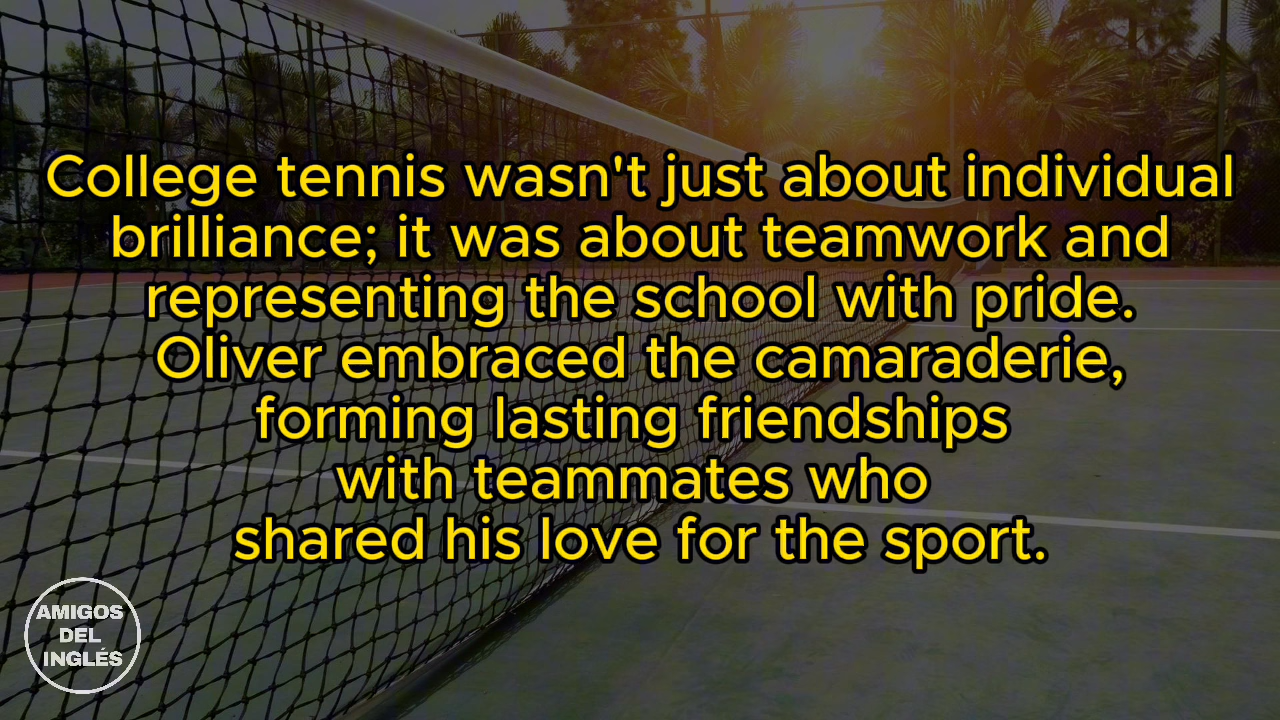 College tennis wasn't just about individual
brilliance; it was about teamwork and
representing the school with pride.
Oliver embraced the camaraderie,
forming lasting friendships
with teammates who
shared his love for the sport.
AMIGOS
DEL
INGLÉS